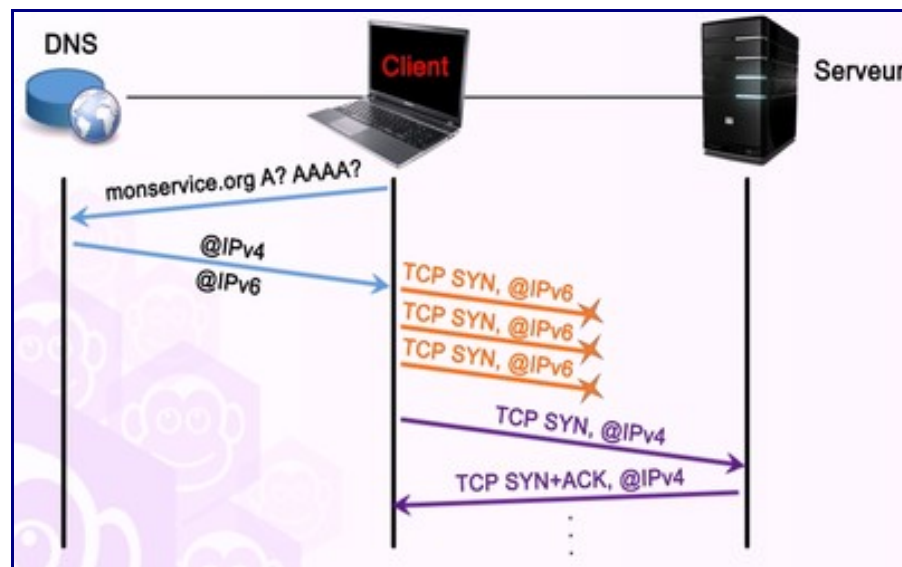 DNS
Client
Serveur
monservice.org A? AAAA?
@IPv4
@IPv6
TCP SYN, @IPv6
TCP SYN, @IPv6
TCP SYN, @IPv6
TCP SYN, @IPv4
TCP SYN+ACK, @IPv4